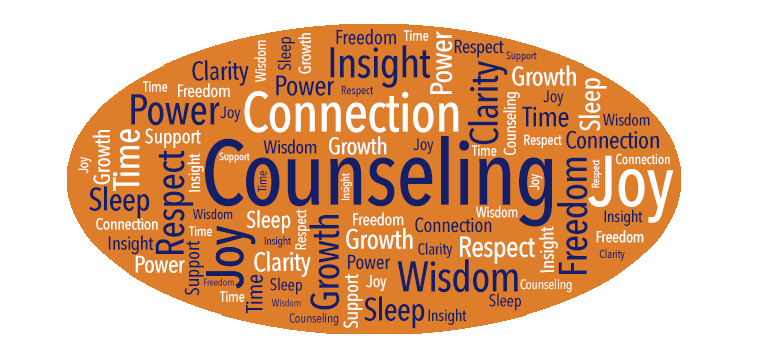 Freedom
Time
Sleep
Growth
Wisdom
Insight
Power
Respect
Support
Clarity
Time
Freedom
Power
Respect
Clarity
Growth
Joy
Sleep
Power
Joy
Connection
Counseling
Time
Wisdom
Growth
Time
Support
Respect
Connection
Joy
Insight
Support
Wisdom
Growth
Joy
Time
Counseling
Time
Insight
Joy
Respect
Connection
Joy
Sleep
Respect
Connection
Insight
Wisdom
Time
Joy
Sleep
Respect
Insight
Growth
Freedom
Connection
Wisdom
Freedom
Insight
Freedom
Power
Support
Clarity
Growth
Clarity
Respect
Insight
Clarity
Freedom
Time
Time
Sleep
Wisdom
Counseling
Power
Joy
Support
Sleep
Wisdom
Insight
Sleep
Counseling